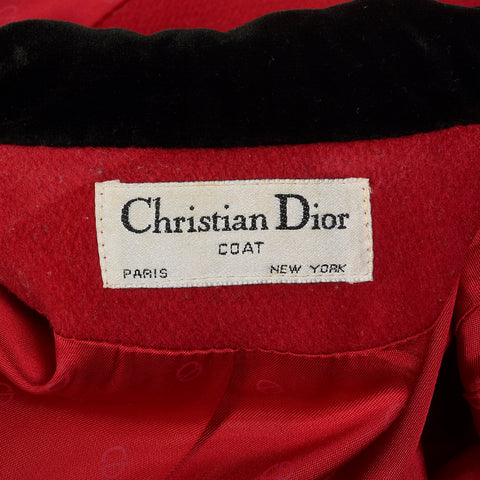 Christian Dior
COAT
PARIS NEW YORK